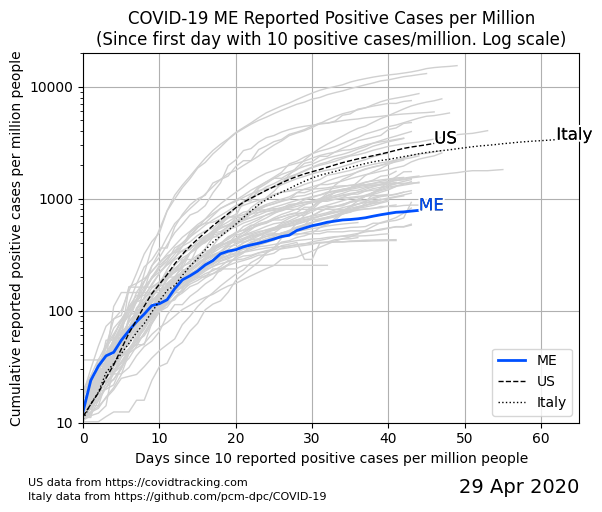 COVID-19 ME Reported Positive Cases per Million
(Since first day with 10 positive cases/million. Log scale)
Cumulative reported positive cases per million people
10000
1000
100
10
US
Italy
ME
ME
US
Italy
0 10 20 30 40 50 60
Days since 10 reported positive cases per million people
US data from https://covidtracking.com
Italy data from https://github.com/pcm-dpc/COVID-19
29 Apr 2020